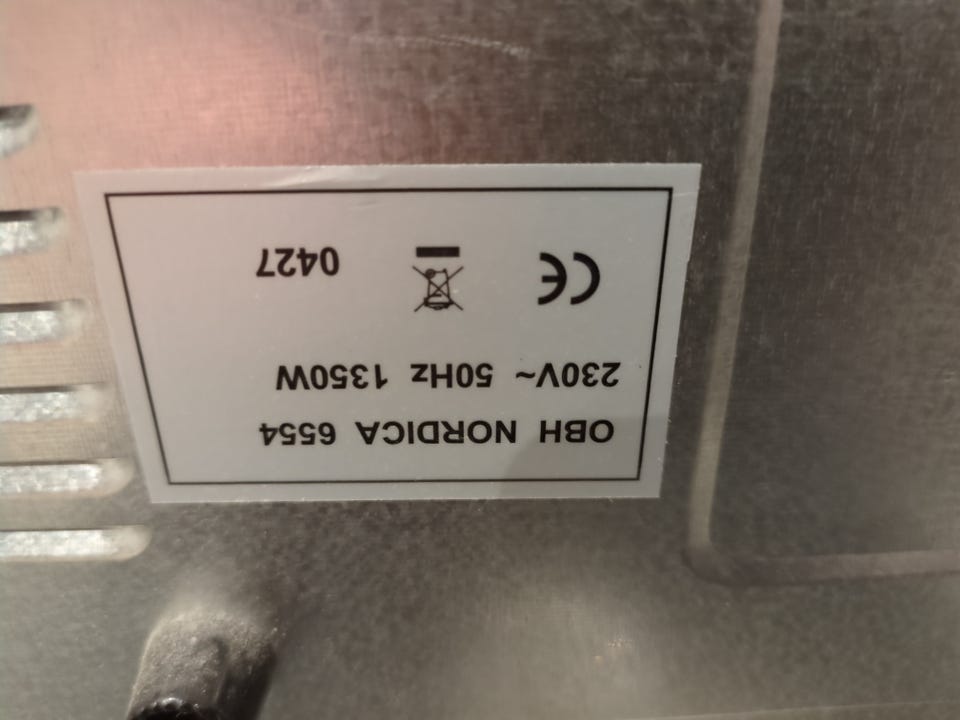 OBH NORDICA 6554
230V~ 50Hz 1350W
CE 0427